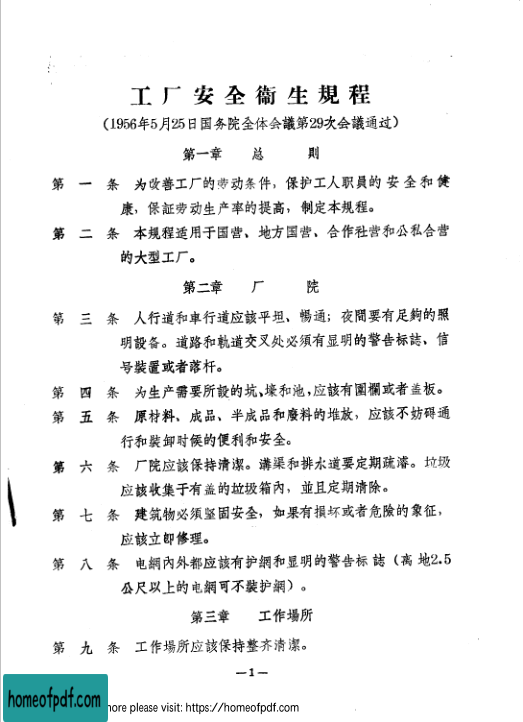 工厂安全衞生規程
(1956年5月25日国务院全体会議第29次会議通过)
第一章 总 則
第一条 为改善工厂的劳动条件，保护工人职員的安全和健
康，保証劳动生产率的提高，制定本規程。
第二条 本規程适用于国营、地方国营、合作社营和公私合营
的大型工厂。
第二章 厂 院
第三条 人行道和車行道应該平坦、暢通；夜間要有足夠的照
明設备。道路和軌道交叉处必須有显明的警告标誌、信
号裝置或者落杆。
第四条 为生产需要所設的坑、壕和池，应該有圍欄或者盖板。
第五条 原材料、成品、半成品和廢料的堆放，应該不妨碍通
行和裝卸时候的便利和安全。
第六条 厂院应該保持清潔。溝渠和排水道要定期疏濬。垃圾
应該收集于有盖的垃圾箱內，並且定期清除。
第七条 建筑物必須坚固安全，如果有損坏或者危險的象征，
应該立卽修理。
第八条 电網內外都应該有护網和显明的警告标誌（离地2.5
公尺以上的电網可不裝护網）。
第三章 工作場所
第九条 工作場所应該保持整齐清潔。
—1—
homeofpdf.com
ore please visit: https://homeofpdf.com